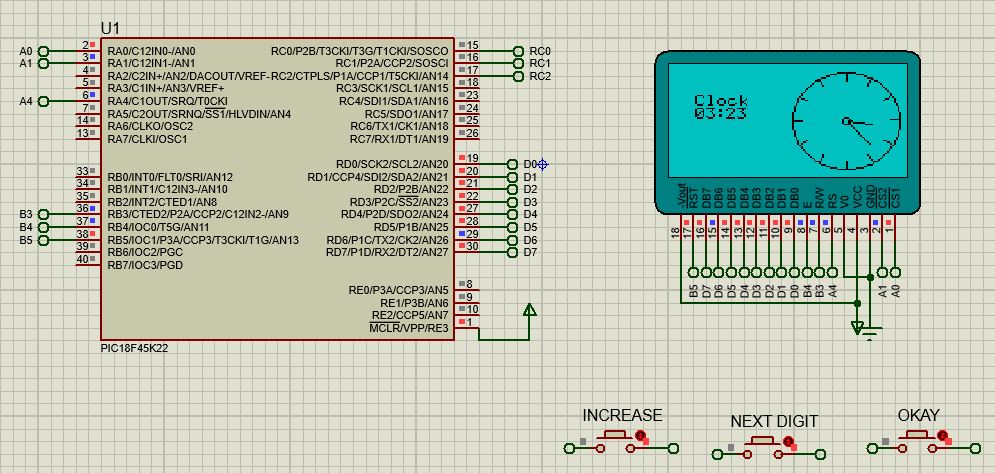 U1
A0 2 RA0/C12IN0-/AN0 RC0/P2B/T3CKI/T3G/T1CKI/SOSCO 15 RC0
A1 3 RA1/C12IN1-/AN1 RC1/P2A/CCP2/SOSCI 16 RC1
4 RA2/C2IN+/AN2/DACOUT/VREF- RC2/CTPLS/P1A/CCP1/T5CKI/AN14 17 RC2
5 RA3/C1IN+/AN3/VREF+ RC3/SCK1/SCL1/AN15 18
A4 6 RA4/C1OUT/SRQ/T0CKI RC4/SDI1/SDA1/AN16 23
7 RA5/C2OUT/SRNQ/SS1/HLVDIN/AN4 RC5/SDO1/AN17 24
14 RA6/CLKO/OSC2 RC6/TX1/CK1/AN18 25
13 RA7/CLKI/OSC1 RC7/RX1/DT1/AN19 26
RD0/SCK2/SCL2/AN20 19 D0
33 RB0/INT0/FLT0/SRI/AN12 RD1/CCP4/SDI2/SDA2/AN21 20 D1
34 RB1/INT1/C12IN3-/AN10 RD2/P2B/AN22 21 D2
35 RB2/INT2/CTED1/AN8 RD3/P2C/SS2/AN23 22 D3
B3 36 RB3/CTED2/P2A/CCP2/C12IN2-/AN9 RD4/P2D/SDO2/AN24 27 D4
B4 37 RB4/IOC0/T5G/AN11 RD5/P1B/AN25 28 D5
B5 38 RB5/IOC1/P3A/CCP3/T3CKI/T1G/AN13 RD6/P1C/TX2/CK2/AN26 29 D6
39 RB6/IOC2/PGC RD7/P1D/RX2/DT2/AN27 30 D7
40 RB7/IOC3/PGD
RE0/P3A/CCP3/AN5 8
RE1/P3B/AN6 9
RE2/CCP5/AN7 10
MCLR/VPP/RE3 1
PIC18F45K22
Clock
03:23
-Vout RST DB7 DB6 DB5 DB4 DB3 DB2 DB1 DB0 E R/W RS V0 VCC GND CS2 CS1
18 17 16 15 14 13 12 11 10 9 8 7 6 5 4 3 2 1
B5 D7 D6 D5 D4 D3 D2 D1 D0 B4 B3 A4 A1 A0
INCREASE
NEXT DIGIT
OKAY